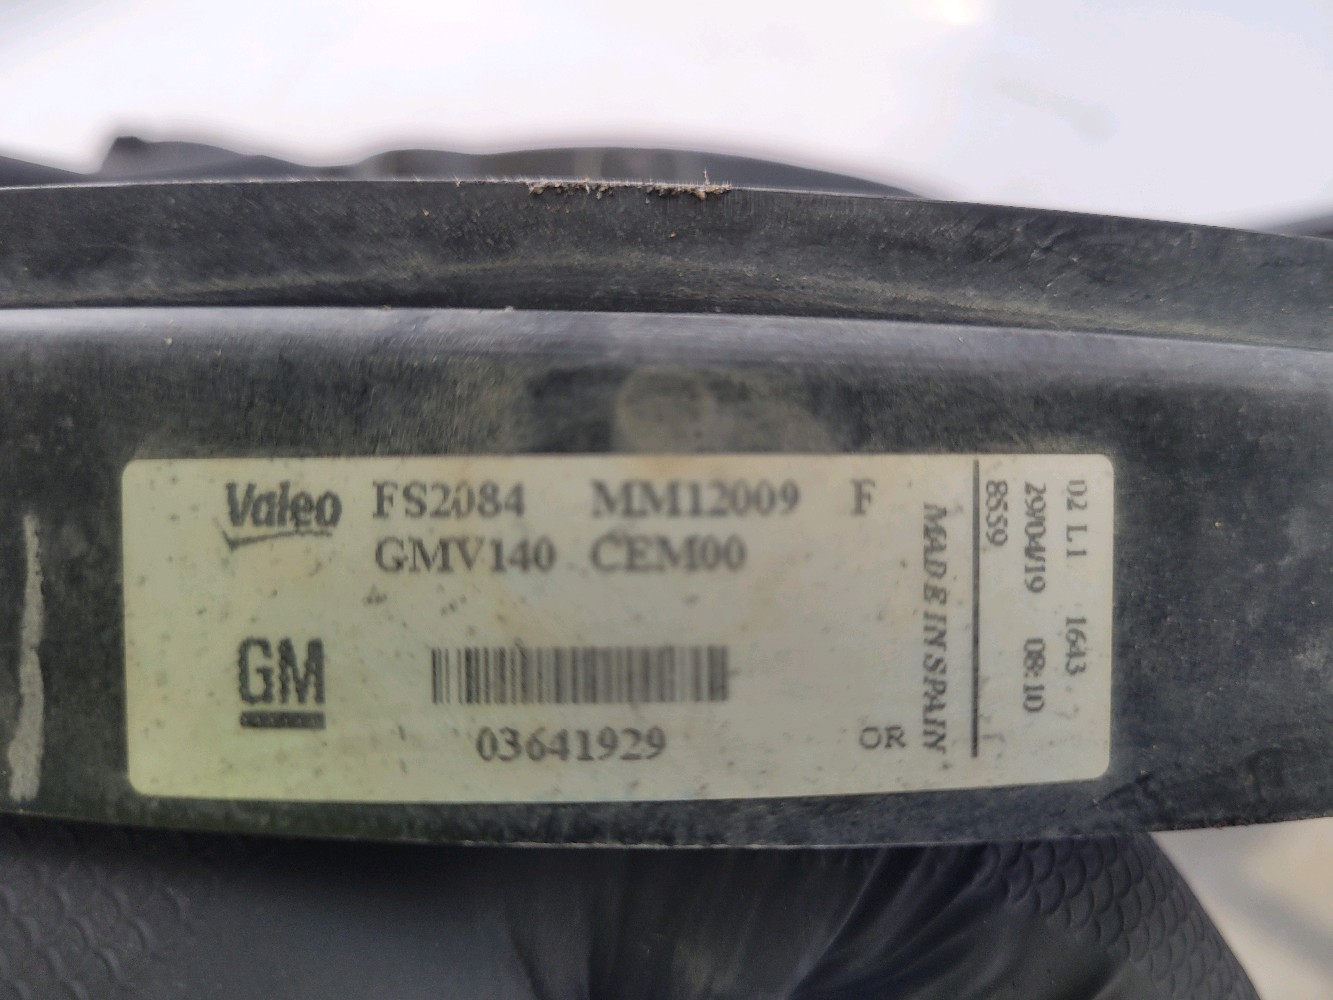 Valeo FS2084 MM12009 F
GMV140 CEM00
GM
03641929
OR
MADE IN SPAIN
02 L1 1643
29/04/19 08:10
8559